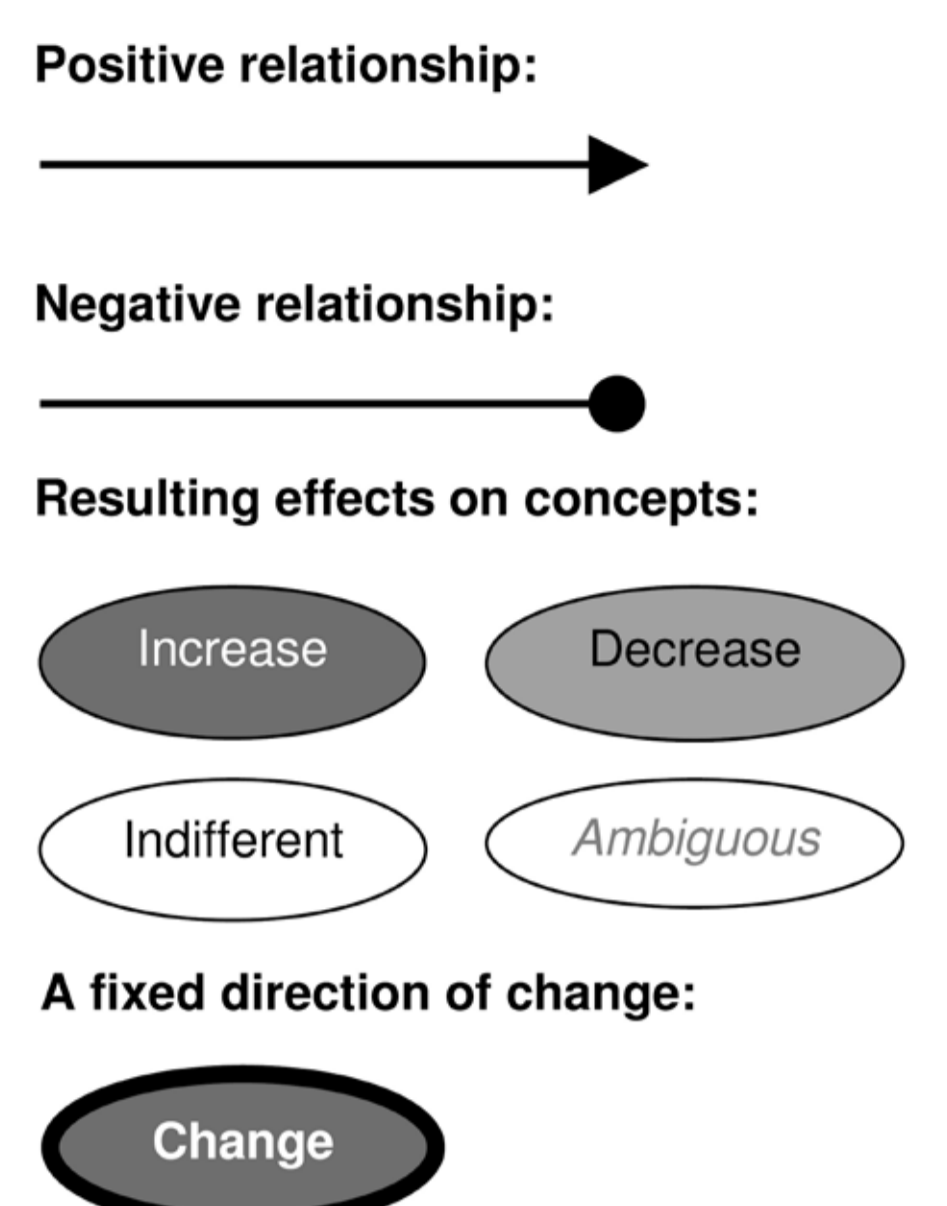 Positive relationship:
Negative relationship:
Resulting effects on concepts:
Increase
Decrease
Indifferent
Ambiguous
A fixed direction of change:
Change